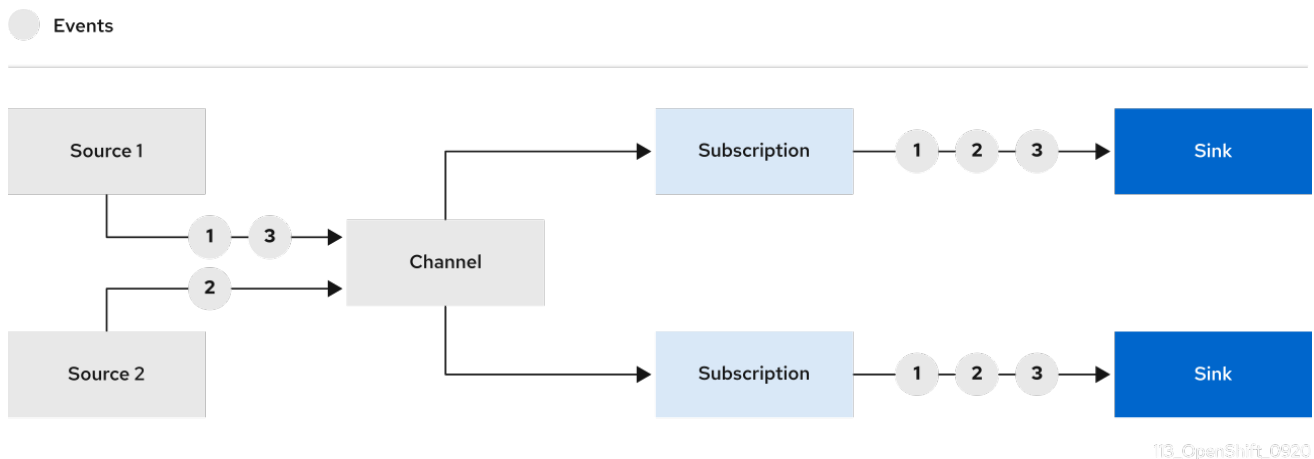 Events
Source 1
Subscription
1 2 3
Sink
1 3
Channel
2
Source 2
Subscription
1 2 3
Sink
113_OpenShift_0920